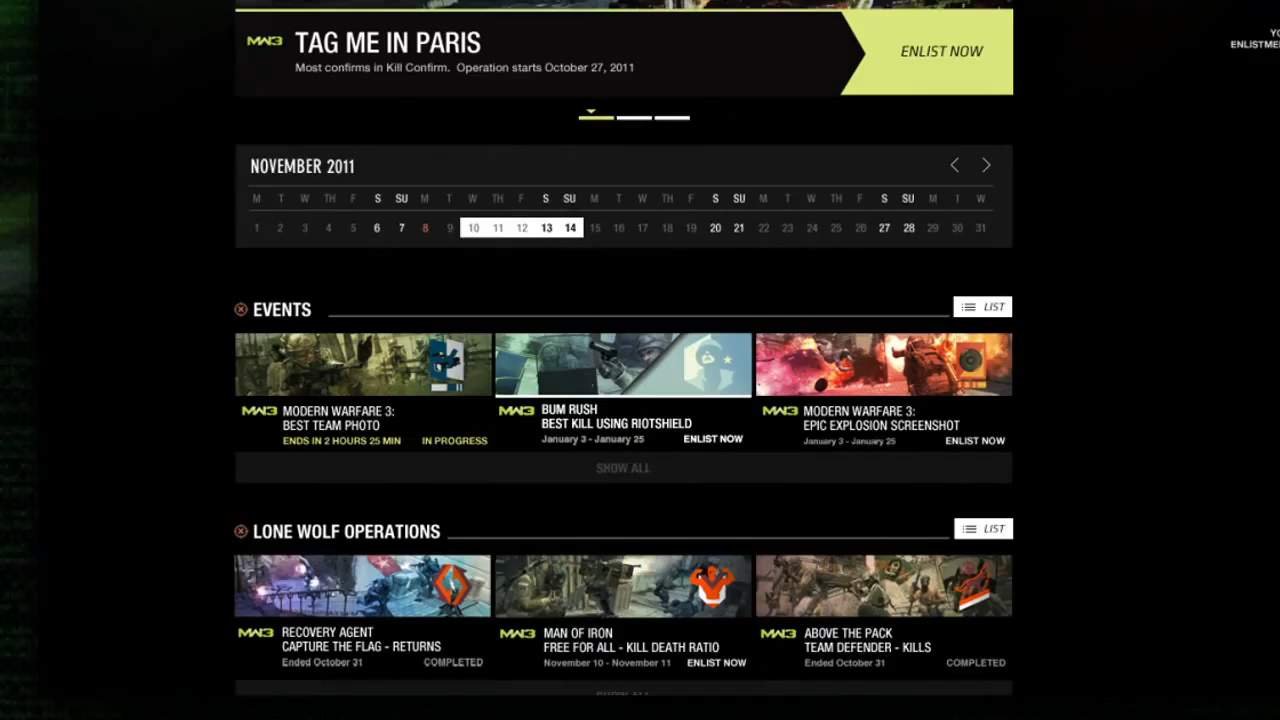 MW3 TAG ME IN PARIS
Most confirms in Kill Confirm. Operation starts October 27, 2011
ENLIST NOW
YO
ENLISTME
NOVEMBER 2011
M T W TH F S SU M T W TH F S SU M T W TH F S SU M T W TH F S SU M T W
1 2 3 4 5 6 7 8 9 10 11 12 13 14 15 16 17 18 19 20 21 22 23 24 25 26 27 28 29 30 31
EVENTS
LIST
MW3 MODERN WARFARE 3:
BEST TEAM PHOTO
ENDS IN 2 HOURS 25 MIN IN PROGRESS
MW3 BUM RUSH
BEST KILL USING RIOTSHIELD
January 3 - January 25 ENLIST NOW
MW3 MODERN WARFARE 3:
EPIC EXPLOSION SCREENSHOT
January 3 - January 25 ENLIST NOW
SHOW ALL
LONE WOLF OPERATIONS
LIST
MW3 RECOVERY AGENT
CAPTURE THE FLAG - RETURNS
Ended October 31 COMPLETED
MW3 MAN OF IRON
FREE FOR ALL - KILL DEATH RATIO
November 10 - November 11 ENLIST NOW
MW3 ABOVE THE PACK
TEAM DEFENDER - KILLS
Ended October 31 COMPLETED
SHOW ALL